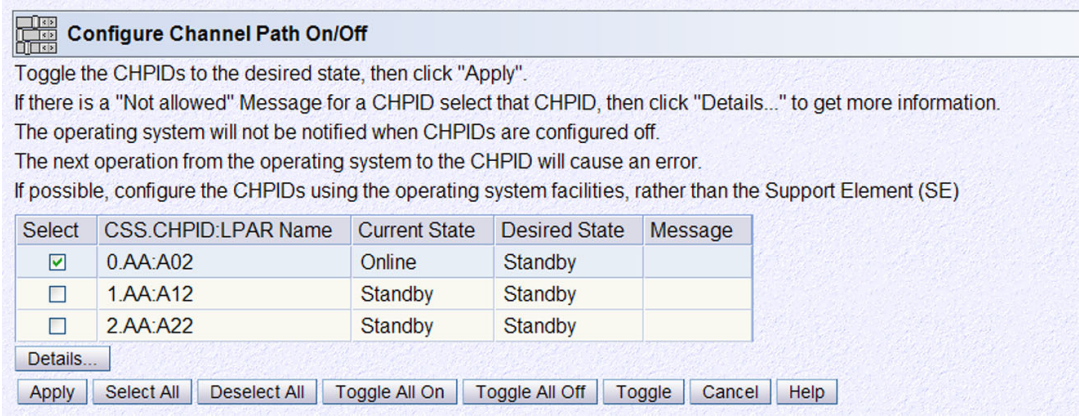 Configure Channel Path On/Off
Toggle the CHPIDs to the desired state, then click "Apply".
If there is a "Not allowed" Message for a CHPID select that CHPID, then click "Details..." to get more information.
The operating system will not be notified when CHPIDs are configured off.
The next operation from the operating system to the CHPID will cause an error.
If possible, configure the CHPIDs using the operating system facilities, rather than the Support Element (SE)
Select CSS.CHPID:LPAR Name Current State Desired State Message
0.AA:A02 Online Standby
1.AA:A12 Standby Standby
2.AA:A22 Standby Standby
Details...
Apply Select All Deselect All Toggle All On Toggle All Off Toggle Cancel Help